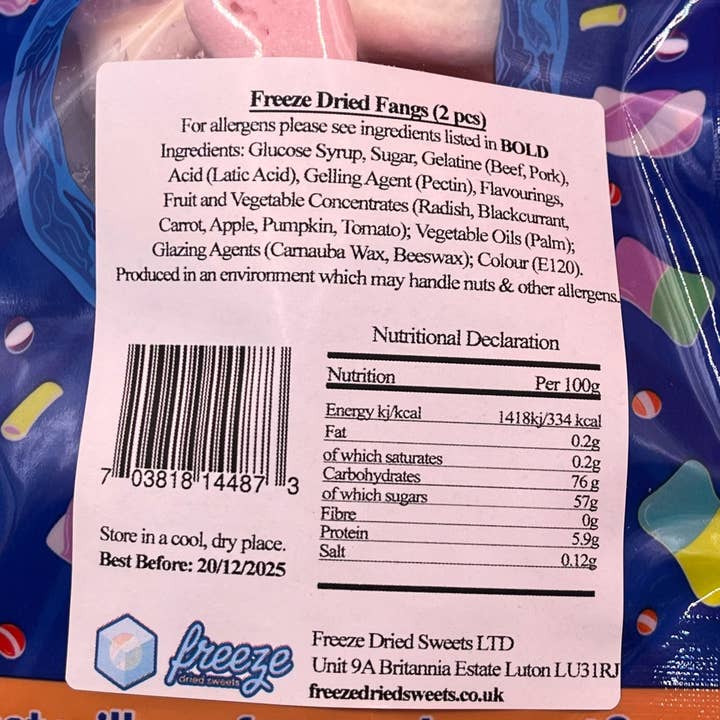 Freeze Dried Fangs (2 pcs)
For allergens please see ingredients listed in BOLD
Ingredients: Glucose Syrup, Sugar, Gelatine (Beef, Pork),
Acid (Latic Acid), Gelling Agent (Pectin), Flavourings,
Fruit and Vegetable Concentrates (Radish, Blackcurrant,
Carrot, Apple, Pumpkin, Tomato); Vegetable Oils (Palm);
Glazing Agents (Carnauba Wax, Beeswax); Colour (E120).
Produced in an environment which may handle nuts & other allergens.
Nutritional Declaration
Nutrition Per 100g
Energy kj/kcal 1418kj/334 kcal
Fat 0.2g
of which saturates 0.2g
Carbohydrates 76 g
of which sugars 57g
Fibre 0g
Protein 5.9g
Salt 0.12g
7 03818 14487 3
Store in a cool, dry place.
Best Before: 20/12/2025
freeze
dried sweets
Freeze Dried Sweets LTD
Unit 9A Britannia Estate Luton LU31RJ
freezedriedsweets.co.uk